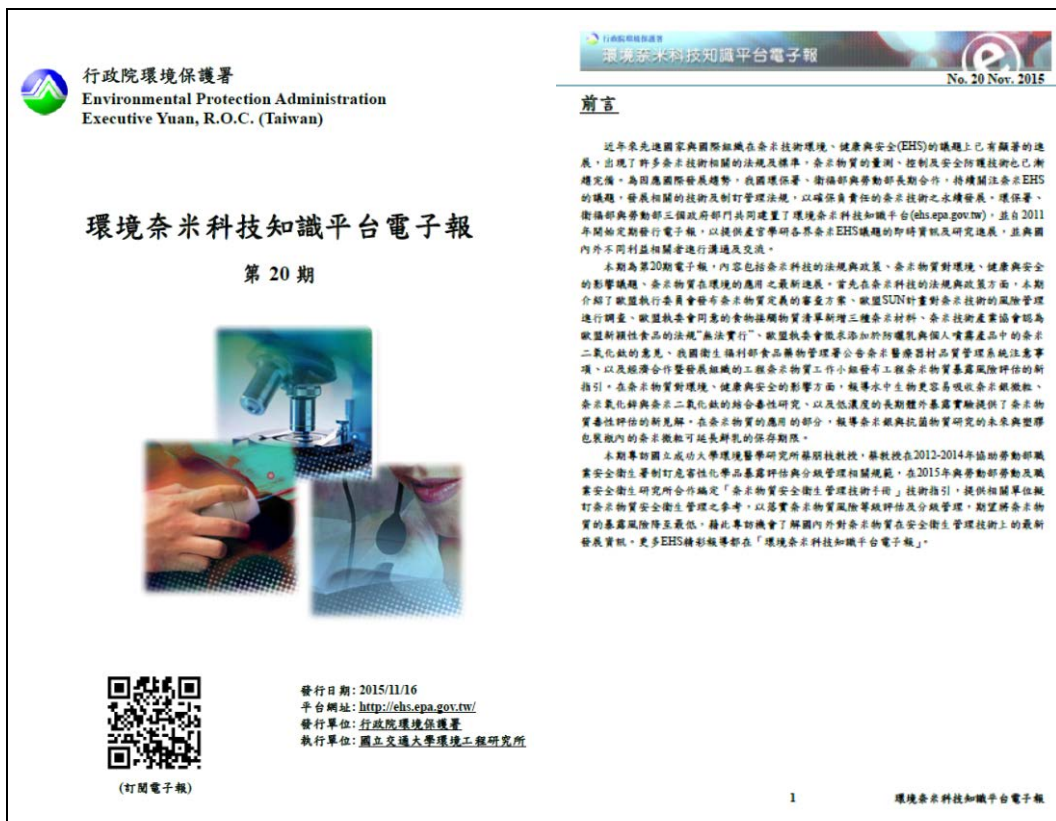 行政院環境保護署
Environmental Protection Administration
Executive Yuan, R.O.C. (Taiwan)
環境奈米科技知識平台電子報
第 20 期
(訂閱電子報)
發行日期: 2015/11/16
平台網址: http://ehs.epa.gov.tw/
發行單位: 行政院環境保護署
執行單位: 國立交通大學環境工程研究所
行政院環境保護署
環境奈米科技知識平台電子報
e
No. 20 Nov. 2015
前言
近年來先進國家與國際組織在奈米技術環境、健康與安全(EHS)的議題上已有顯著的進
展，出現了許多奈米技術相關的法規及標準，奈米物質的量測、控制及安全防護技術也已漸
趨完備。為因應國際發展趨勢，我國環保署、衛福部與勞動部長期合作，持續關注奈米EHS
的議題，發展相關的技術及制訂管理法規，以確保負責任的奈米技術之永續發展。環保署、
衛福部與勞動部三個政府部門共同建置了環境奈米科技知識平台(ehs.epa.gov.tw)，並自2011
年開始定期發行電子報，以提供產官學研各界奈米EHS議題的即時資訊及研究進展，並與國
內外不同利益相關者進行溝通及交流。
本期為第20期電子報，內容包括奈米科技的法規與政策、奈米物質對環境、健康與安全
的影響議題、奈米物質在環境的應用之最新進展。首先在奈米科技的法規與政策方面，本期
介紹了歐盟執行委員會發布奈米物質定義的審查方案、歐盟SUN計畫對奈米技術的風險管理
進行調查、歐盟執委會同意的食物接觸物質清單新增三種奈米材料、奈米技術產業協會認為
歐盟新穎性食品的法規“無法實行”、歐盟執委會徵求添加於防曬乳與個人噴霧產品中的奈米
二氧化鈦的意見、我國衛生福利部食品藥物管理署公告奈米醫療器材品質管理系統注意事
項、以及經濟合作暨發展組織的工程奈米物質工作小組發布工程奈米物質暴露風險評估的新
指引。在奈米物質對環境、健康與安全的影響方面，報導水中生物更容易吸收奈米銀微粒、
奈米氧化鋅與奈米二氧化鈦的結合毒性研究、以及低濃度的長期體外暴露實驗提供了奈米物
質毒性評估的新見解。在奈米物質的應用的部分，報導奈米銀與抗菌物質研究的未來與塑膠
包裝瓶內的奈米微粒可延長鮮乳的保存期限。
本期專訪國立成功大學環境醫學研究所蔡朋枝教授，蔡教授在2012-2014年協助勞動部職
業安全衛生署制訂危害性化學品暴露評估與分級管理相關規範，在2015年與勞動部勞動及職
業安全衛生研究所合作編定「奈米物質安全衛生管理技術手冊」技術指引，提供相關單位擬
訂奈米物質安全衛生管理之參考，以落實奈米物質風險等級評估及分級管理，期望將奈米物
質的暴露風險降至最低。藉此專訪機會了解國內外對奈米物質在安全衛生管理技術上的最新
發展資訊。更多EHS精彩報導都在「環境奈米科技知識平台電子報」。
1
環境奈米科技知識平台電子報